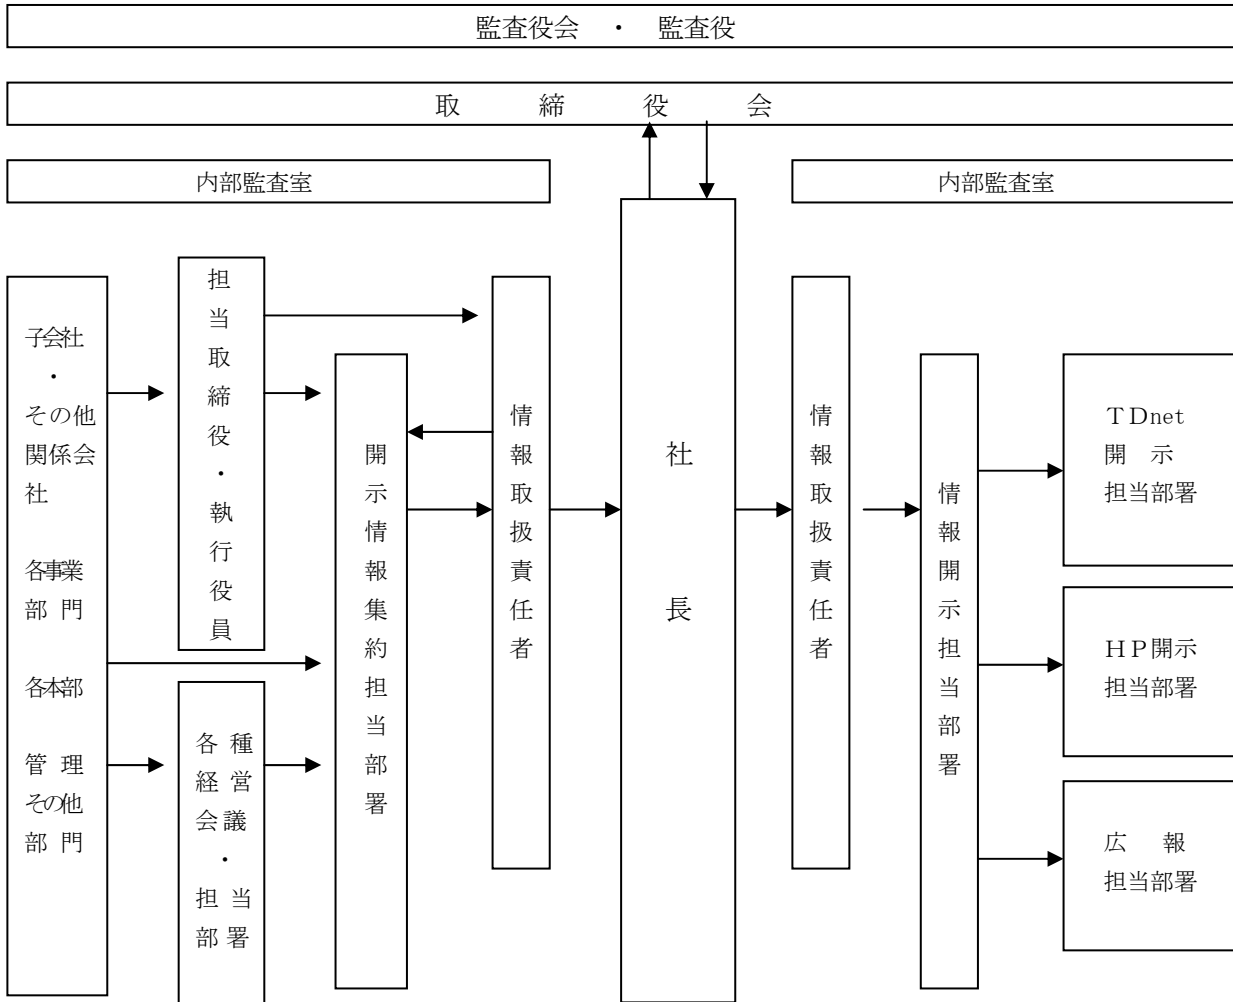 監査役会 ・ 監査役
取 締 役 会
内部監査室
内部監査室
子会社
・
その他
関係会
社
各事業
部 門
各本部
管 理
その他
部 門
担当取締役・執行役員
各 種
経 営
会 議
・
担 当
部 署
開示情報集約担当部署
情報取扱責任者
社長
情報取扱責任者
情報開示担当部署
ＴDnet
開 示
担当部署
ＨＰ開示
担当部署
広 報
担当部署